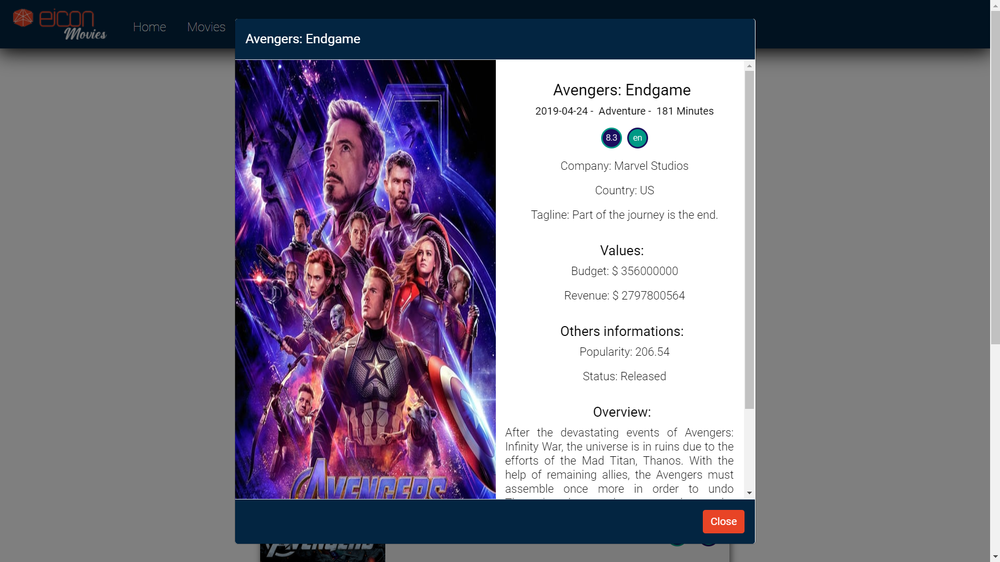 eicon
Movies
Home
Movies
Avengers: Endgame
Avengers: Endgame
2019-04-24 - Adventure - 181 Minutes
8.3
en
Company: Marvel Studios
Country: US
Tagline: Part of the journey is the end.
Values:
Budget: $ 356000000
Revenue: $ 2797800564
Others informations:
Popularity: 206.54
Status: Released
Overview:
After the devastating events of Avengers:
Infinity War, the universe is in ruins due to the
efforts of the Mad Titan, Thanos. With the
help of remaining allies, the Avengers must
assemble once more in order to undo
AVENGERS
Close
AVENGERS